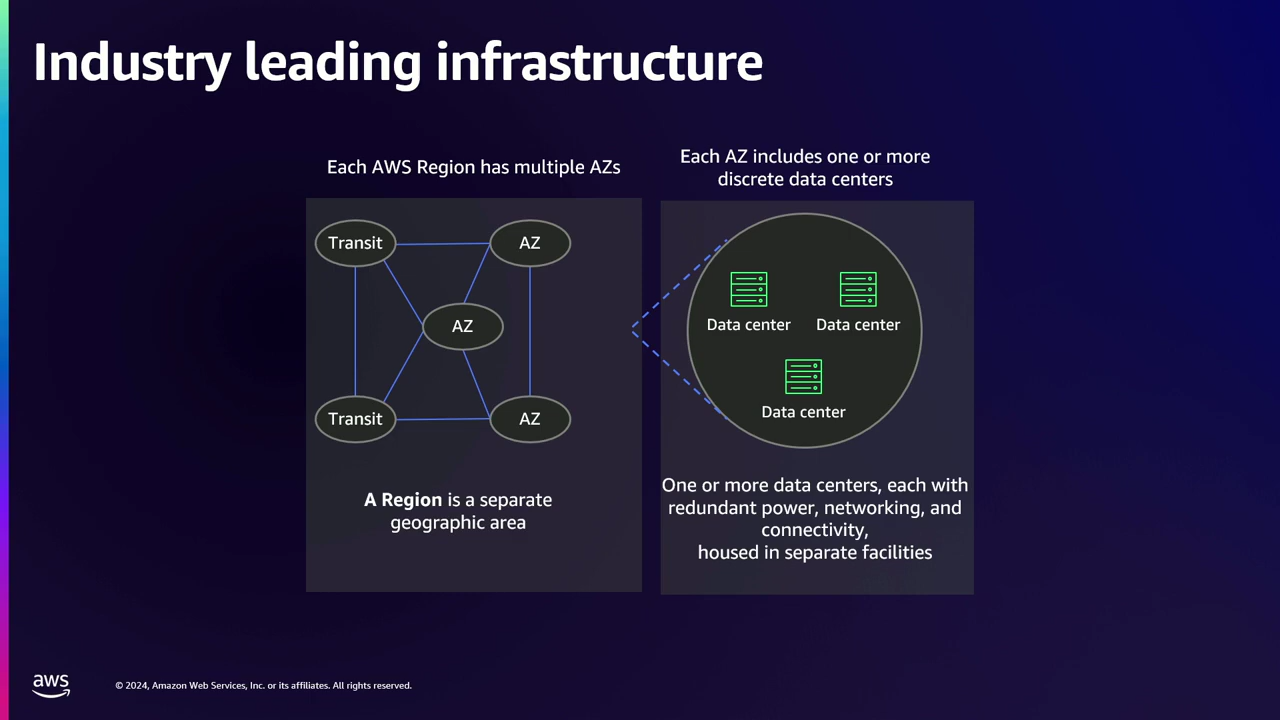 Industry leading infrastructure
Each AWS Region has multiple AZs
Transit
AZ
AZ
Transit
AZ
A Region is a separate
geographic area
Each AZ includes one or more
discrete data centers
Data center
Data center
Data center
One or more data centers, each with
redundant power, networking, and
connectivity,
housed in separate facilities
aws
© 2024, Amazon Web Services, Inc. or its affiliates. All rights reserved.